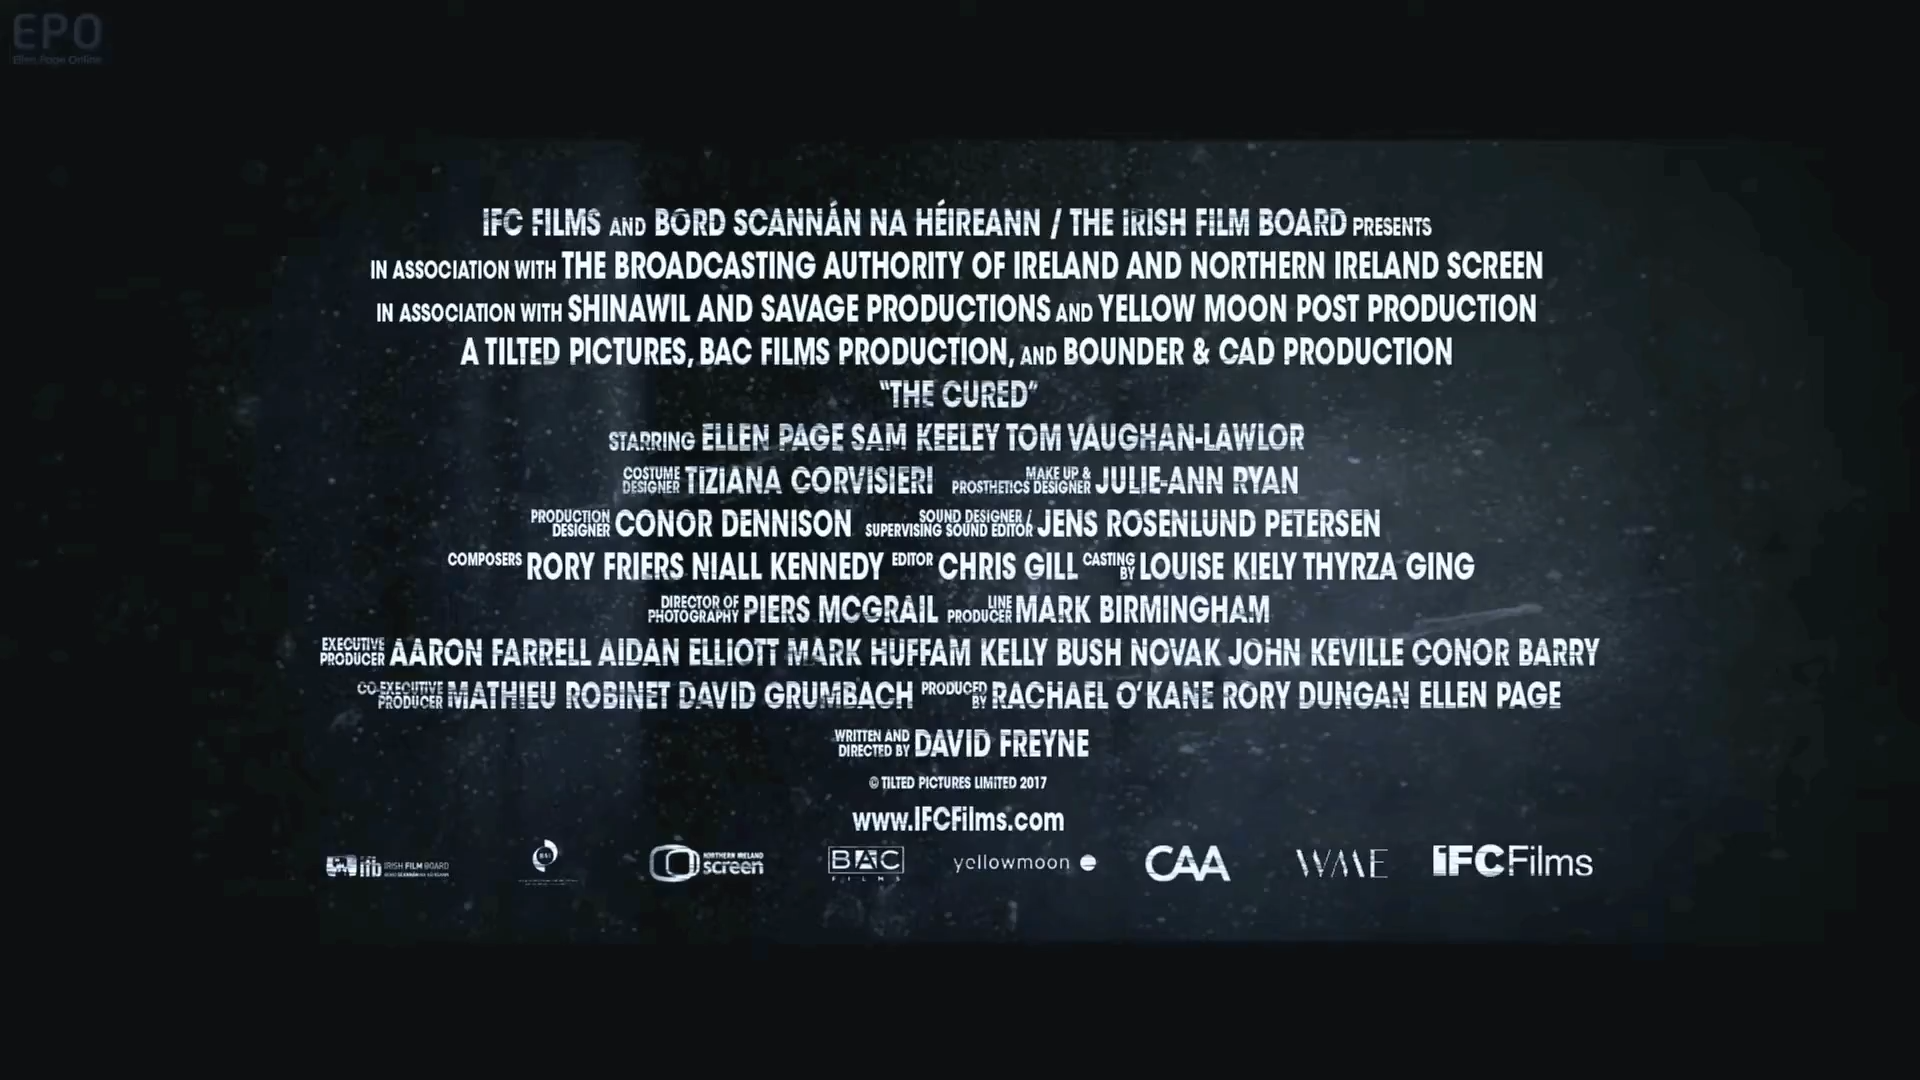 EPO
Ellen Page Online
IFC FILMS AND BORD SCANNÁN NA HÉIREANN / THE IRISH FILM BOARD PRESENTS
IN ASSOCIATION WITH THE BROADCASTING AUTHORITY OF IRELAND AND NORTHERN IRELAND SCREEN
IN ASSOCIATION WITH SHINAWIL AND SAVAGE PRODUCTIONS AND YELLOW MOON POST PRODUCTION
A TILTED PICTURES, BAC FILMS PRODUCTION, AND BOUNDER & CAD PRODUCTION
"THE CURED"
STARRING ELLEN PAGE SAM KEELEY TOM VAUGHAN-LAWLOR
COSTUME DESIGNER TIZIANA CORVISIERI MAKE UP & PROSTHETICS DESIGNER JULIE-ANN RYAN
PRODUCTION DESIGNER CONOR DENNISON SOUND DESIGNER / SUPERVISING SOUND EDITOR JENS ROSENLUND PETERSEN
COMPOSERS RORY FRIERS NIALL KENNEDY EDITOR CHRIS GILL CASTING BY LOUISE KIELY THYRZA GING
DIRECTOR OF PHOTOGRAPHY PIERS MCGRAIL LINE PRODUCER MARK BIRMINGHAM
EXECUTIVE PRODUCER AARON FARRELL AIDAN ELLIOTT MARK HUFFAM KELLY BUSH NOVAK JOHN KEVILLE CONOR BARRY
CO-EXECUTIVE PRODUCER MATHIEU ROBINET DAVID GRUMBACH PRODUCED BY RACHAEL O'KANE RORY DUNGAN ELLEN PAGE
WRITTEN AND DIRECTED BY DAVID FREYNE
© TILTED PICTURES LIMITED 2017
www.IFCFilms.com
ifb IRISH FILM BOARD BAI NORTHERN IRELAND screen BAC FILMS yellowmoon CAA WME IFC Films